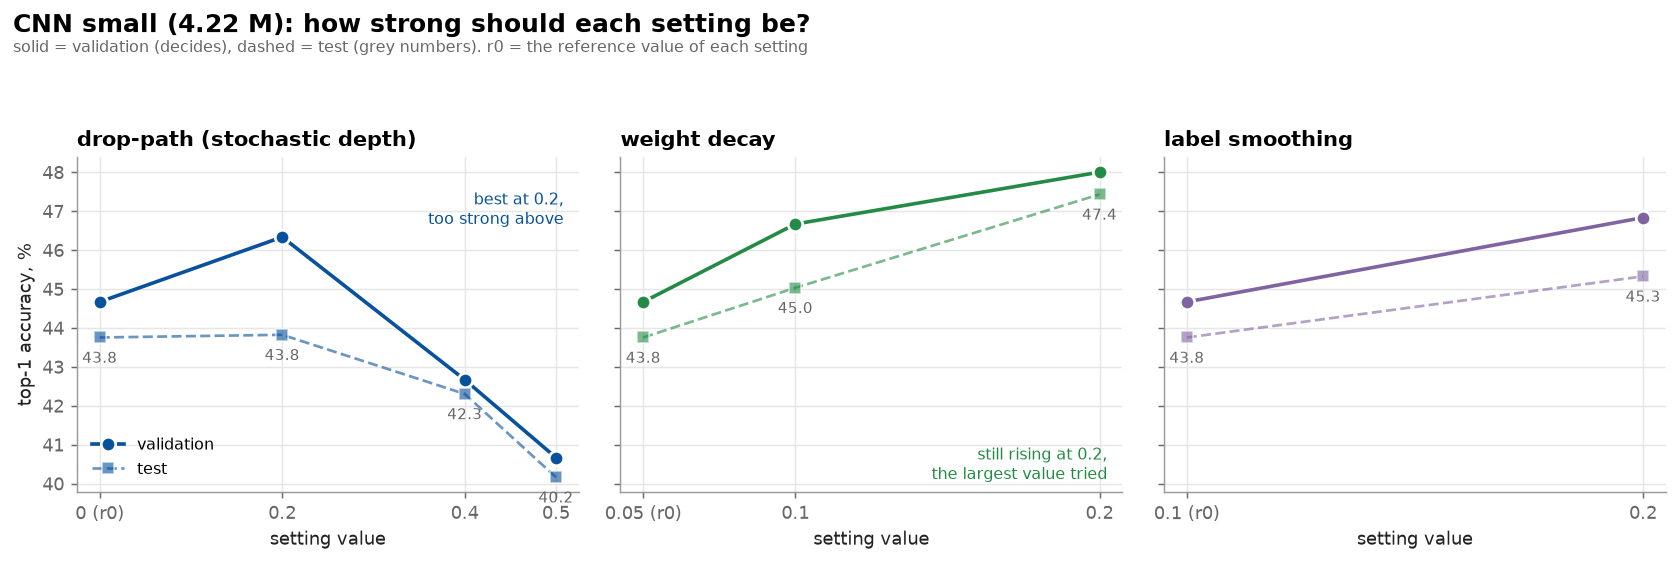 CNN small (4.22 M): how strong should each setting be?
solid = validation (decides), dashed = test (grey numbers). r0 = the reference value of each setting
drop-path (stochastic depth)
top-1 accuracy, %
48
47
46
45
44
43
42
41
40
best at 0.2,
too strong above
43.8
43.8
42.3
40.2
validation
test
0 (r0)
0.2
0.4
0.5
setting value
weight decay
43.8
45.0
47.4
still rising at 0.2,
the largest value tried
0.05 (r0)
0.1
0.2
setting value
label smoothing
43.8
45.3
0.1 (r0)
0.2
setting value